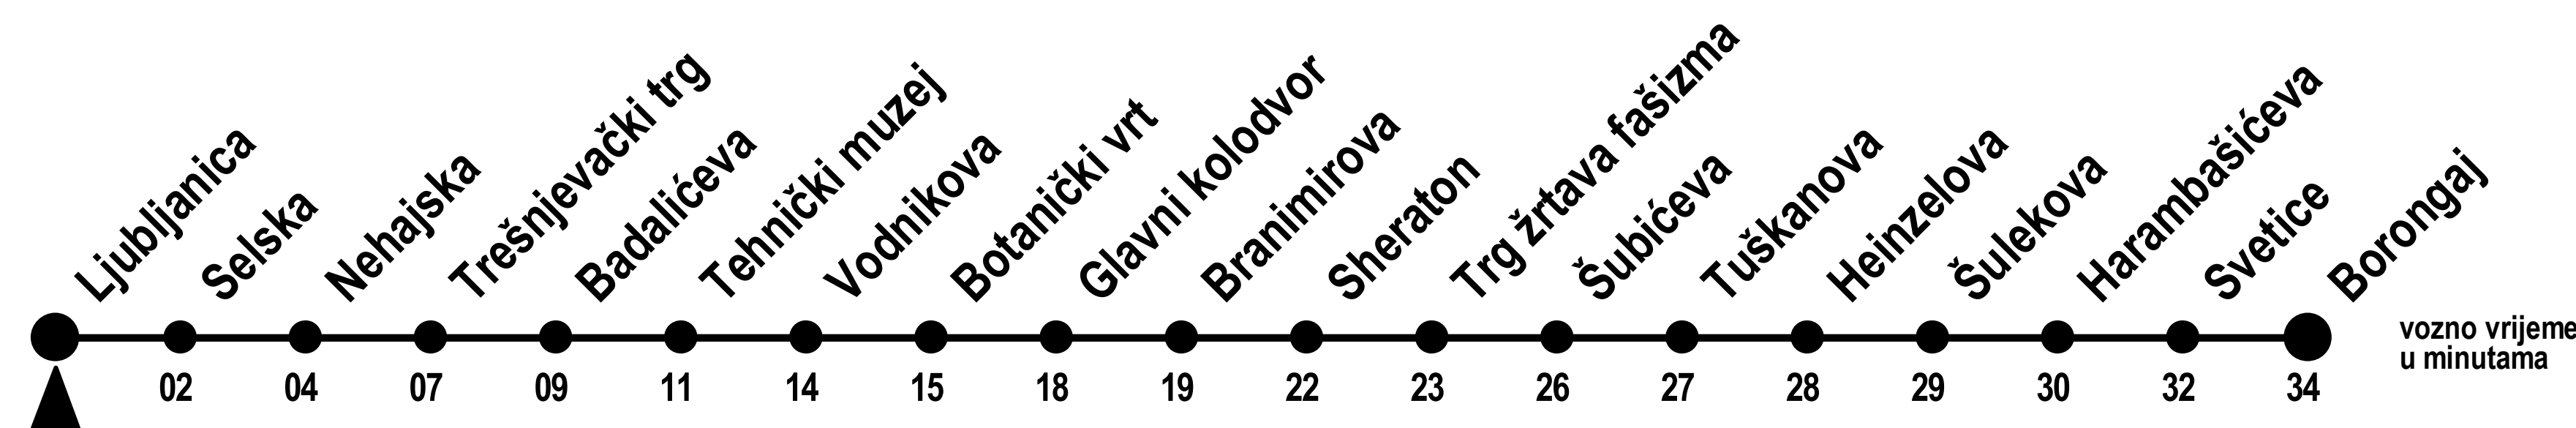 Ljubljanica
Selska
Nehajska
Trešnjevački trg
Badalićeva
Tehnički muzej
Vodnikova
Botanički vrt
Glavni kolodvor
Branimirova
Sheraton
Trg žrtava fašizma
Šubićeva
Tuškanova
Heinzelova
Šulekova
Harambašićeva
Svetice
Borongaj
02 04 07 09 11 14 15 18 19 22 23 26 27 28 29 30 32 34
vozno vrijeme
u minutama